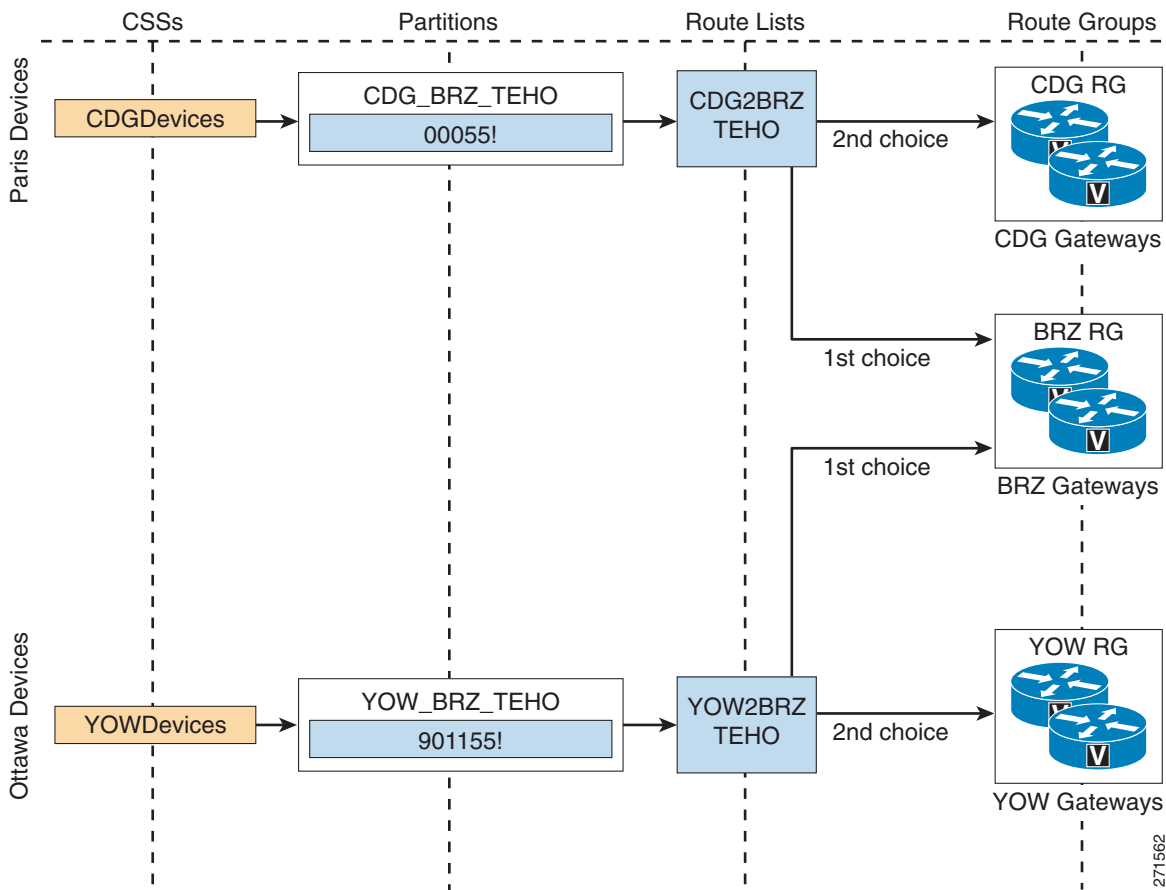 CSSs
Partitions
Route Lists
Route Groups
Paris Devices
CDGDevices
CDG_BRZ_TEHO
00055!
CDG2BRZ
TEHO
2nd choice
CDG RG
V
V
CDG Gateways
1st choice
BRZ RG
V
V
1st choice
BRZ Gateways
Ottawa Devices
YOWDevices
YOW_BRZ_TEHO
901155!
YOW2BRZ
TEHO
2nd choice
YOW RG
V
V
YOW Gateways
271562